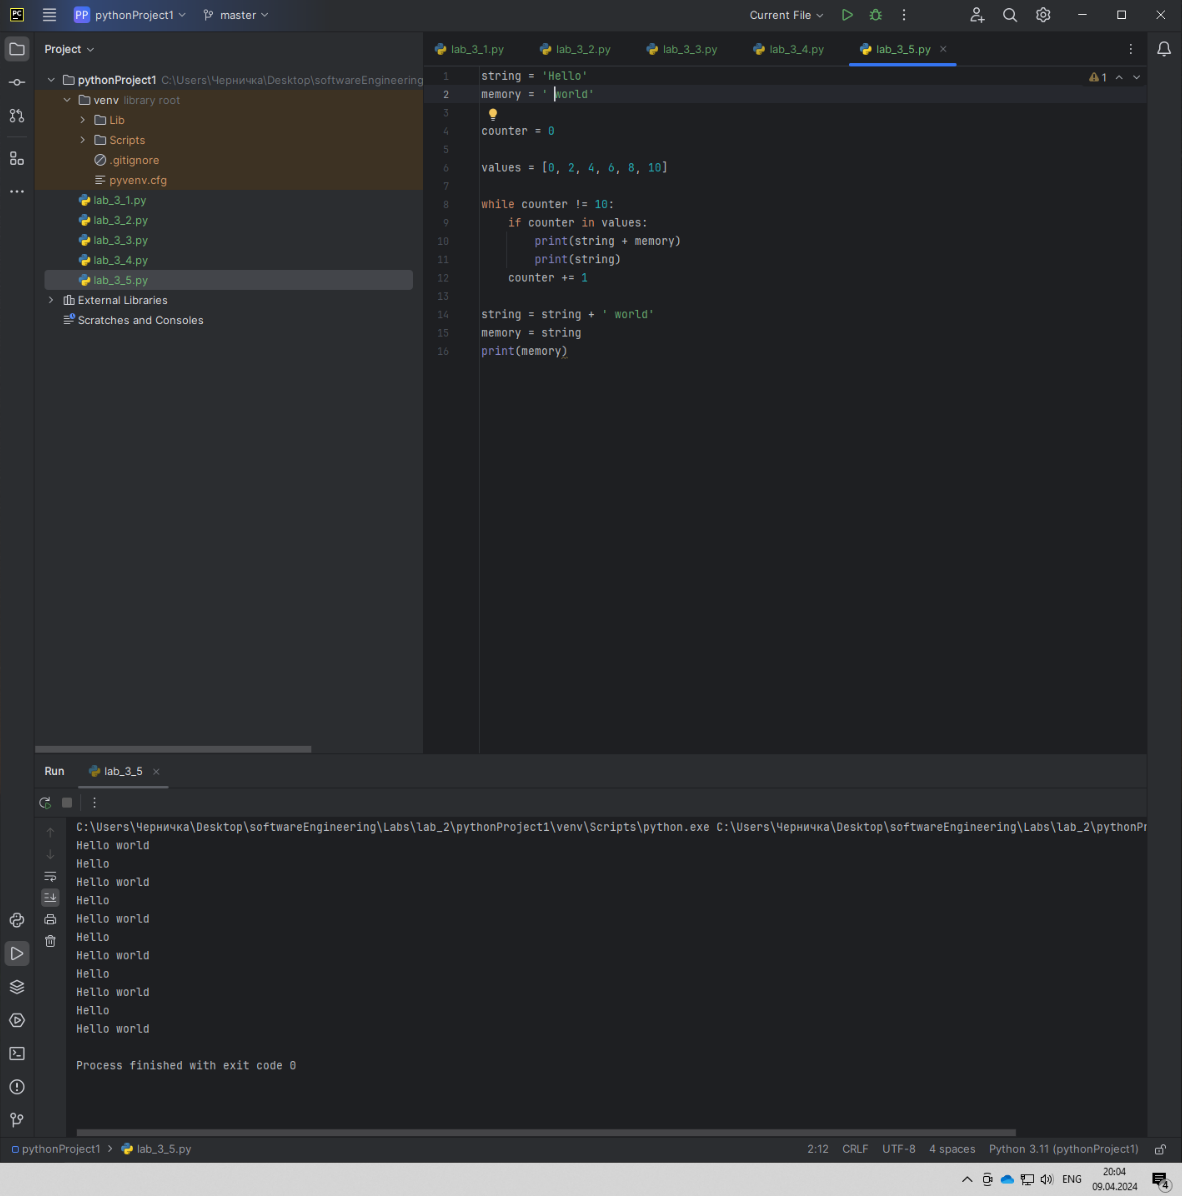 PC
PP pythonProject1
master
Current File
Project
pythonProject1 C:\Users\Черничка\Desktop\softwareEngineering
venv library root
Lib
Scripts
.gitignore
pyvenv.cfg
lab_3_1.py
lab_3_2.py
lab_3_3.py
lab_3_4.py
lab_3_5.py
External Libraries
Scratches and Consoles
lab_3_1.py lab_3_2.py lab_3_3.py lab_3_4.py lab_3_5.py
1 string = 'Hello'
1
2 memory = ' world'
3
4 counter = 0
5
6 values = [0, 2, 4, 6, 8, 10]
7
8 while counter != 10:
9 if counter in values:
10 print(string + memory)
11 print(string)
12 counter += 1
13
14 string = string + ' world'
15 memory = string
16 print(memory)
Run lab_3_5
C:\Users\Черничка\Desktop\softwareEngineering\Labs\lab_2\pythonProject1\venv\Scripts\python.exe C:\Users\Черничка\Desktop\softwareEngineering\Labs\lab_2\pythonPr
Hello world
Hello
Hello world
Hello
Hello world
Hello
Hello world
Hello
Hello world
Hello
Hello world
Process finished with exit code 0
pythonProject1 > lab_3_5.py
2:12 CRLF UTF-8 4 spaces Python 3.11 (pythonProject1)
ENG
20:04
09.04.2024
4